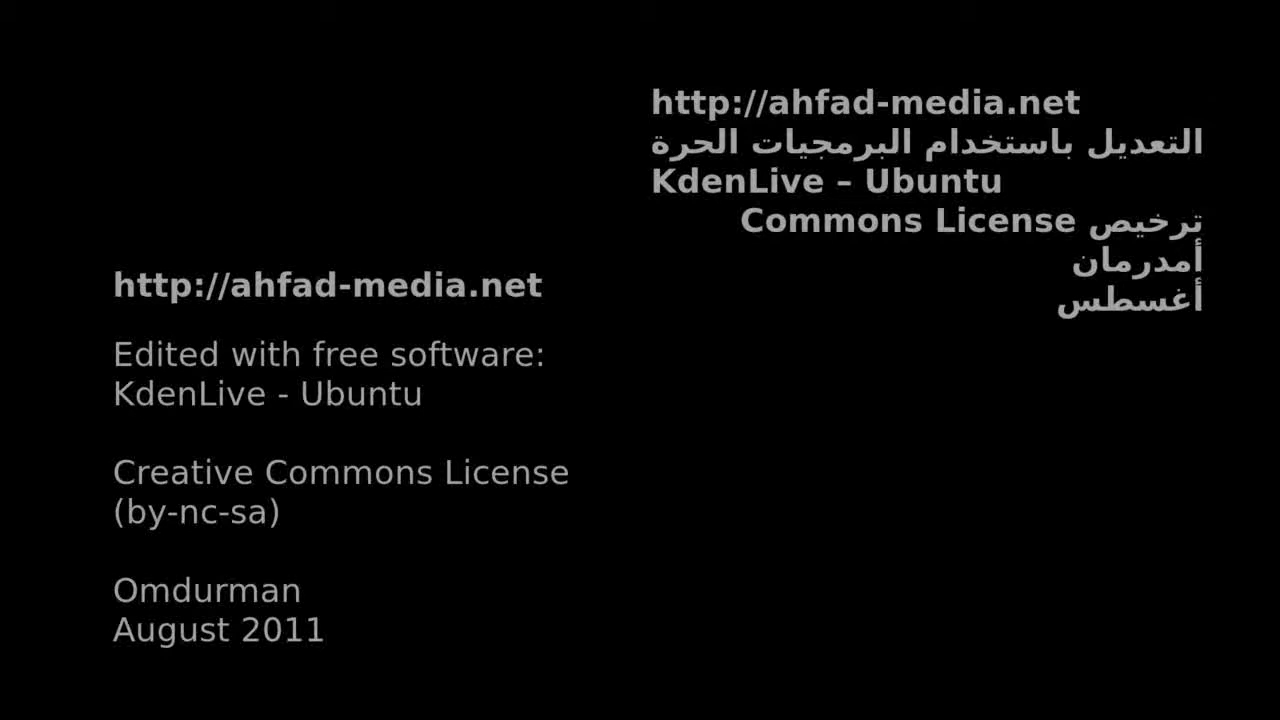 http://ahfad-media.net
التعديل باستخدام البرمجيات الحرة
KdenLive – Ubuntu
ترخيص Commons License
أمدرمان
أغسطس
http://ahfad-media.net
Edited with free software:
KdenLive - Ubuntu
Creative Commons License
(by-nc-sa)
Omdurman
August 2011